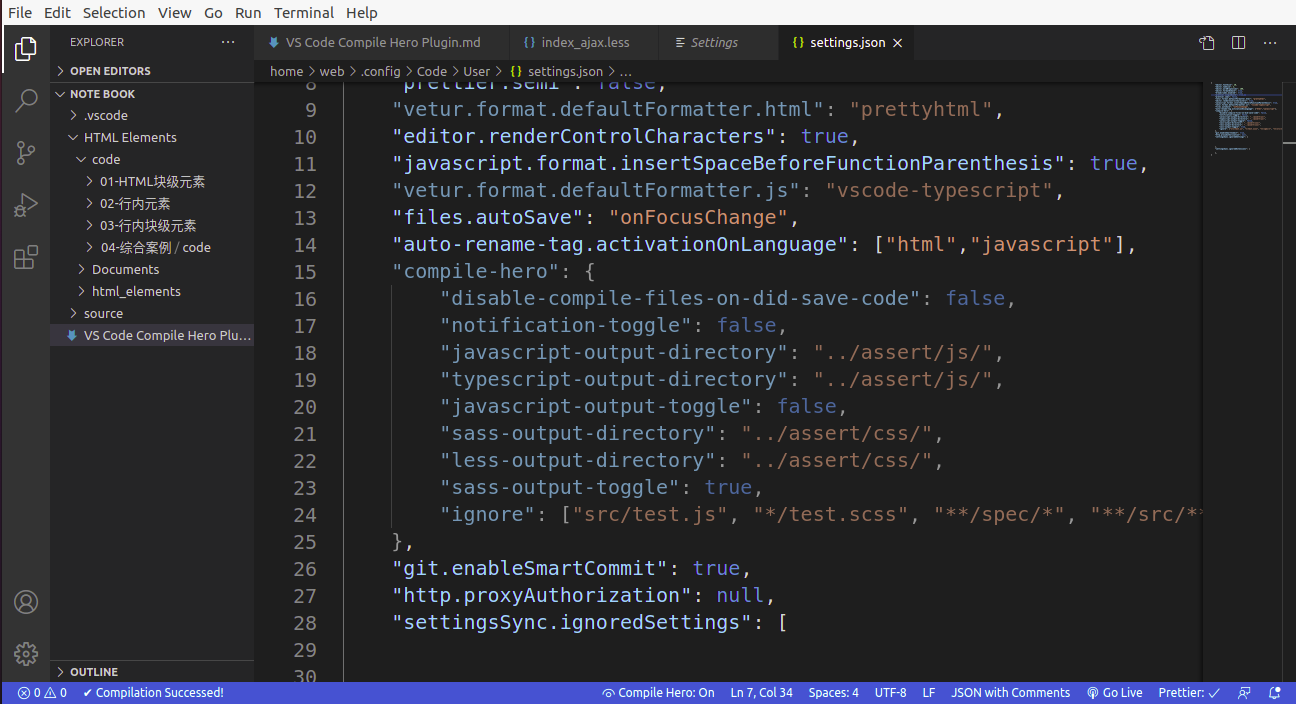 File Edit Selection View Go Run Terminal Help
EXPLORER ···
VS Code Compile Hero Plugin.md
{} index_ajax.less
Settings
{} settings.json ×
···
OPEN EDITORS
NOTE BOOK
.vscode
HTML Elements
code
01-HTML块级元素
02-行内元素
03-行内块级元素
04-综合案例 / code
Documents
html_elements
source
VS Code Compile Hero Plu...
OUTLINE
home > web > .config > Code > User > {} settings.json > ...
8 "prettier.semi": false,
9 "vetur.format.defaultFormatter.html": "prettyhtml",
10 "editor.renderControlCharacters": true,
11 "javascript.format.insertSpaceBeforeFunctionParenthesis": true,
12 "vetur.format.defaultFormatter.js": "vscode-typescript",
13 "files.autoSave": "onFocusChange",
14 "auto-rename-tag.activationOnLanguage": ["html","javascript"],
15 "compile-hero": {
16 "disable-compile-files-on-did-save-code": false,
17 "notification-toggle": false,
18 "javascript-output-directory": "../assert/js/",
19 "typescript-output-directory": "../assert/js/",
20 "javascript-output-toggle": false,
21 "sass-output-directory": "../assert/css/",
22 "less-output-directory": "../assert/css/",
23 "sass-output-toggle": true,
24 "ignore": ["src/test.js", "*/test.scss", "**/spec/*", "**/src/**
25 },
26 "git.enableSmartCommit": true,
27 "http.proxyAuthorization": null,
28 "settingsSync.ignoredSettings": [
29
30
0 0 ✔ Compilation Successed! Compile Hero: On Ln 7, Col 34 Spaces: 4 UTF-8 LF JSON with Comments Go Live Prettier: ✓